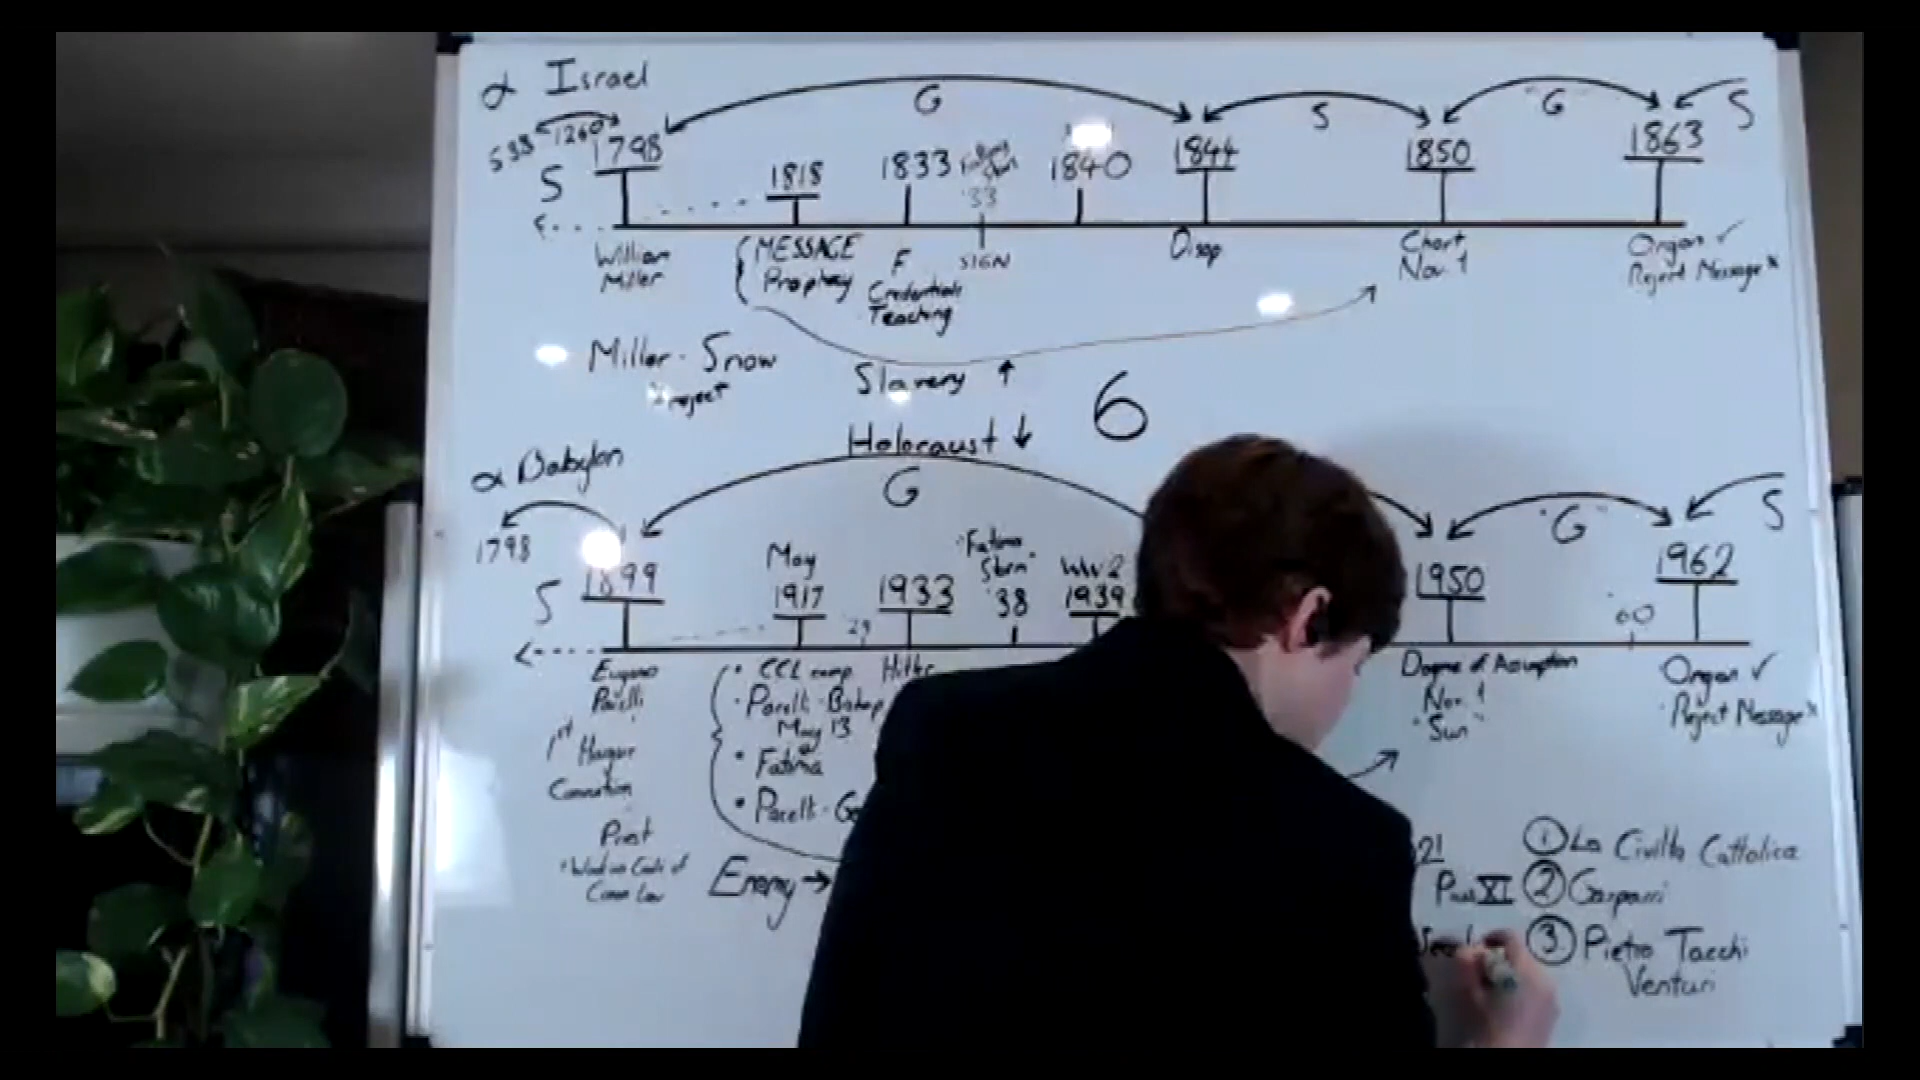 α Israel
G
S
"G"
S
538
1260
1798
1818
1833
'33
1840
1844
1850
1863
S
William
Miller
MESSAGE
Prophecy
F
Credentials
Teaching
SIGN
Disap
Chart
Nov. 1
Organ ✓
Reject Message x
Miller - Snow
reject
Slavery ↑
6
Holocaust ↓
α Babylon
G
"G"
S
1798
1899
May
1917
29
1933
"Fatima
Storm"
'38
WW2
1939
1950
'60
1962
S
Eugenio
Pacelli
1st Hague
Convention
Priest
CCL comp.
Pacelli - Bishop
May 13
Fatima
Dogma of Assumption
Nov. 1
"Sun"
Organ ✓
Reject Message x
Enemy →
21
Pius XI
① La Civilta Cattolica
② Gasparri
③ Pietro Tacchi
Venturi